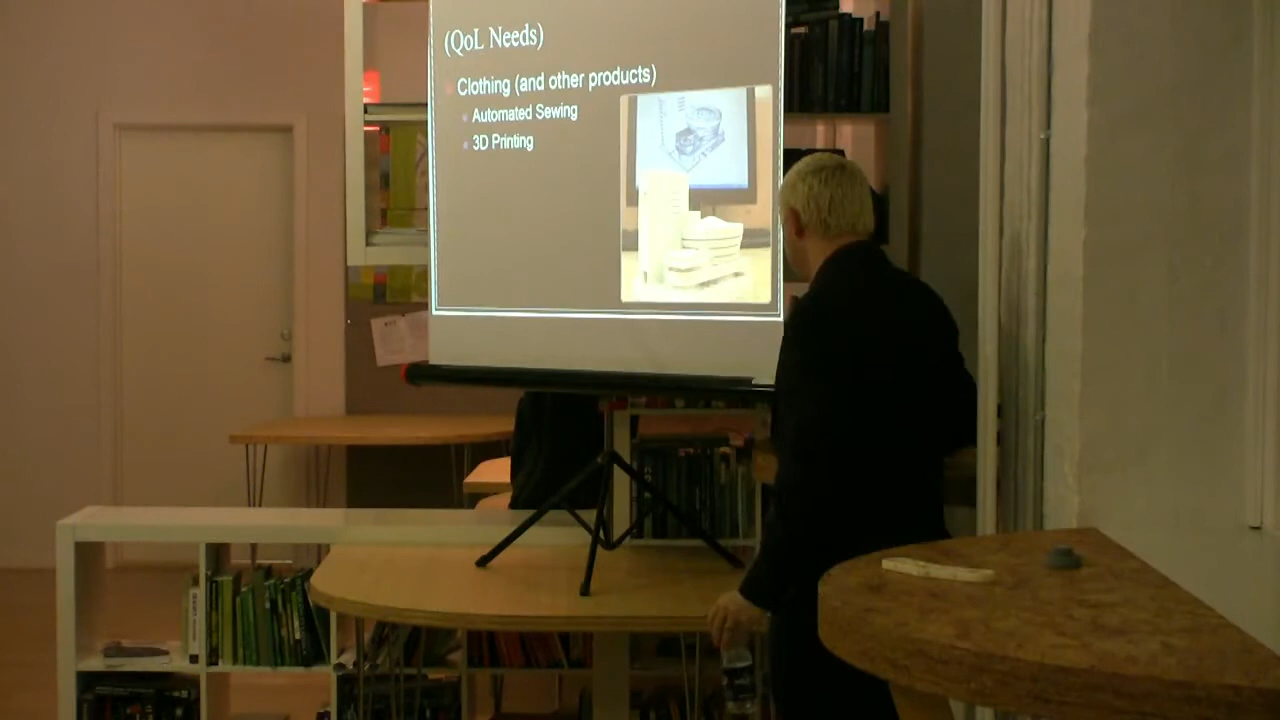 (QoL Needs)
Clothing (and other products)
Automated Sewing
3D Printing